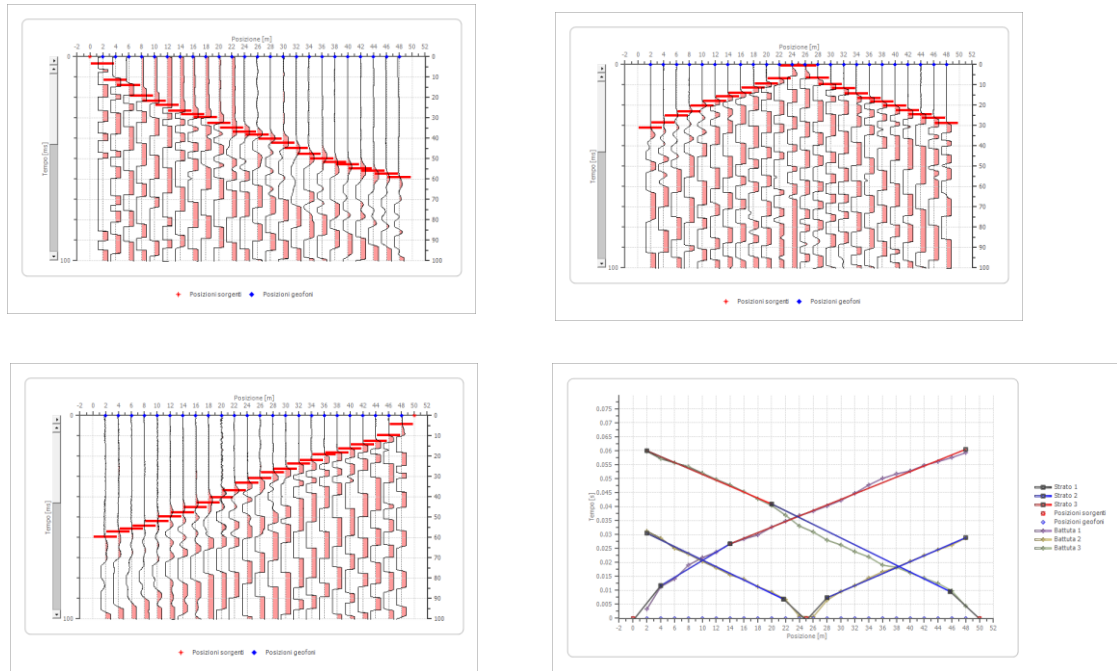 Posizione [m]
-2 0 2 4 6 8 10 12 14 16 18 20 22 24 26 28 30 32 34 36 38 40 42 44 46 48 52
Tempo [ms]
0
0
10
20
30
40
50
50
60
70
80
90
100
100
Posizioni sorgenti Posizioni geofoni
Posizione [m]
-2 0 2 4 6 8 10 12 14 16 18 20 22 24 26 28 30 32 34 36 38 40 42 44 46 48 52
Tempo [ms]
0
0
10
20
30
40
50
50
60
70
80
90
100
100
Posizioni sorgenti Posizioni geofoni
Posizione [m]
-2 0 2 4 6 8 10 12 14 16 18 20 22 24 26 28 30 32 34 36 38 40 42 44 46 48 52
Tempo [ms]
0
0
10
20
30
40
50
50
60
70
80
90
100
100
Posizioni sorgenti Posizioni geofoni
0.075
0.07
0.065
0.06
0.055
0.05
0.045
0.04
0.035
0.03
0.025
0.02
0.015
0.01
0.005
0
Tempo [s]
-2 0 2 4 6 8 10 12 14 16 18 20 22 24 26 28 30 32 34 36 38 40 42 44 46 48 50 52
Posizione [m]
Strato 1
Strato 2
Strato 3
Posizioni sorgenti
Posizioni geofoni
Battuta 1
Battuta 2
Battuta 3